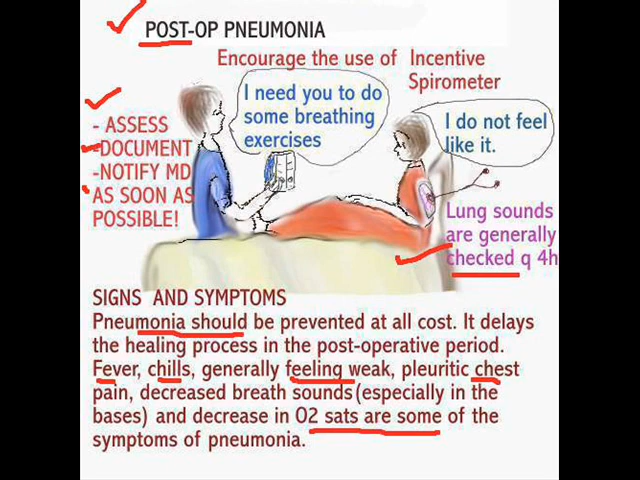 POST-OP PNEUMONIA
Encourage the use of Incentive
Spirometer
I need you to do
some breathing
exercises
I do not feel
like it.
- ASSESS
-DOCUMENT
-NOTIFY MD
AS SOON AS
POSSIBLE!
Lung sounds
are generally
checked q 4h
SIGNS AND SYMPTOMS
Pneumonia should be prevented at all cost. It delays
the healing process in the post-operative period.
Fever, chills, generally feeling weak, pleuritic chest
pain, decreased breath sounds(especially in the
bases) and decrease in O2 sats are some of the
symptoms of pneumonia.